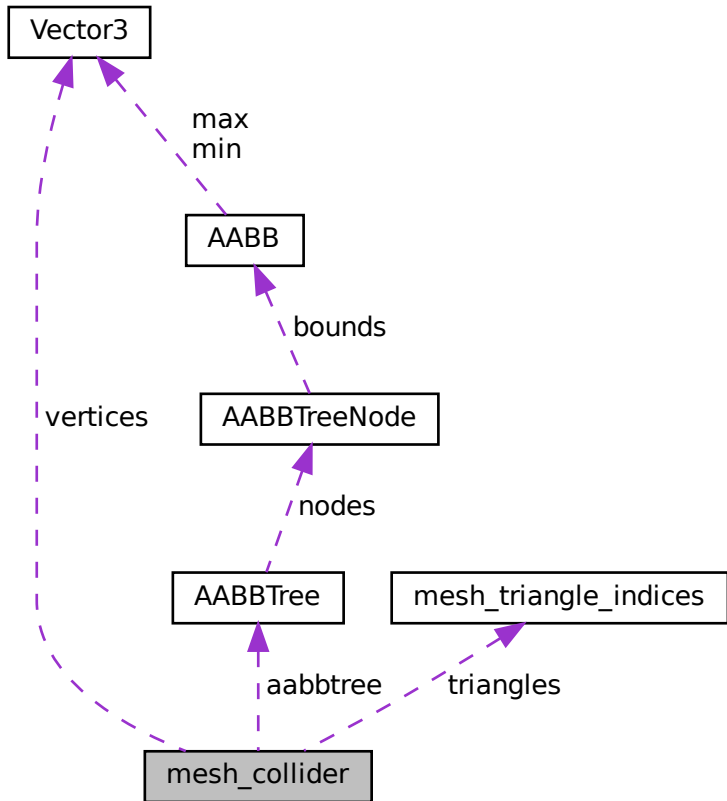 Vector3
max
min
AABB
bounds
vertices
AABBTreeNode
nodes
AABBTree
mesh_triangle_indices
aabbtree
triangles
mesh_collider